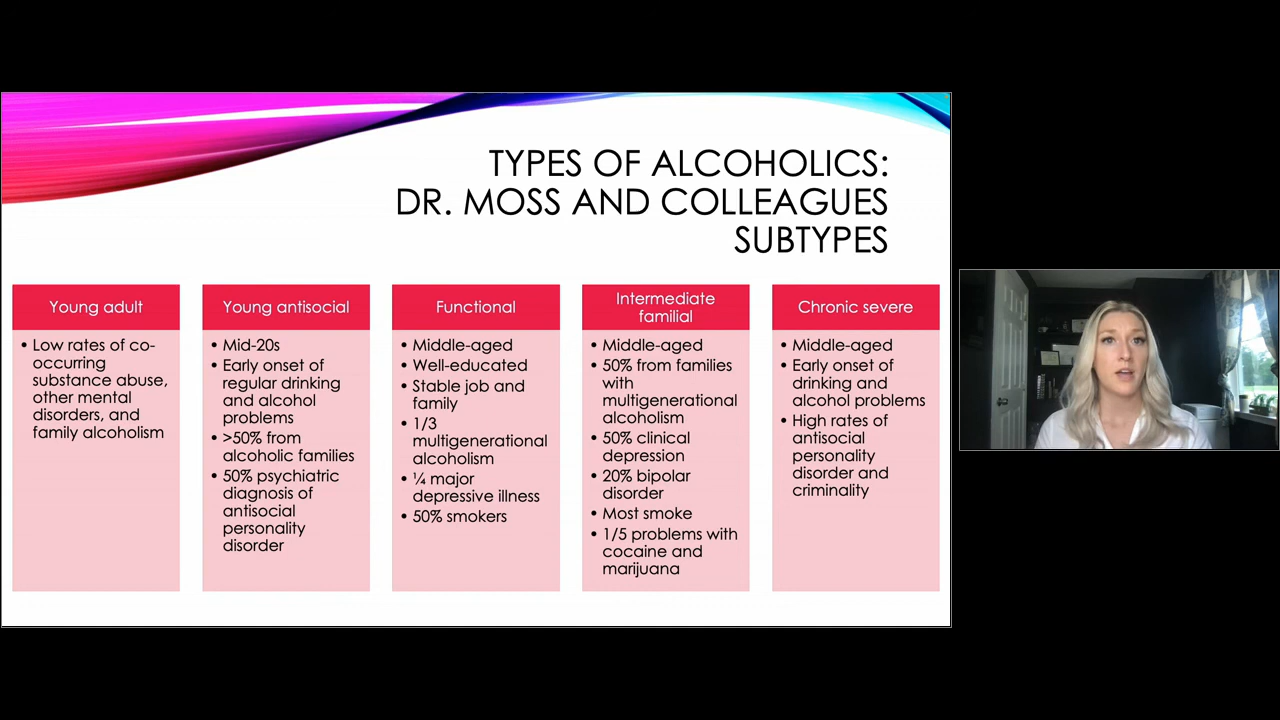 TYPES OF ALCOHOLICS:
DR. MOSS AND COLLEAGUES
SUBTYPES
Young adult
• Low rates of co-
occurring
substance abuse,
other mental
disorders, and
family alcoholism
Young antisocial
• Mid-20s
• Early onset of
regular drinking
and alcohol
problems
• >50% from
alcoholic families
• 50% psychiatric
diagnosis of
antisocial
personality
disorder
Functional
• Middle-aged
• Well-educated
• Stable job and
family
• 1/3
multigenerational
alcoholism
• ¼ major
depressive illness
• 50% smokers
Intermediate
familial
• Middle-aged
• 50% from families
with
multigenerational
alcoholism
• 50% clinical
depression
• 20% bipolar
disorder
• Most smoke
• 1/5 problems with
cocaine and
marijuana
Chronic severe
• Middle-aged
• Early onset of
drinking and
alcohol problems
• High rates of
antisocial
personality
disorder and
criminality